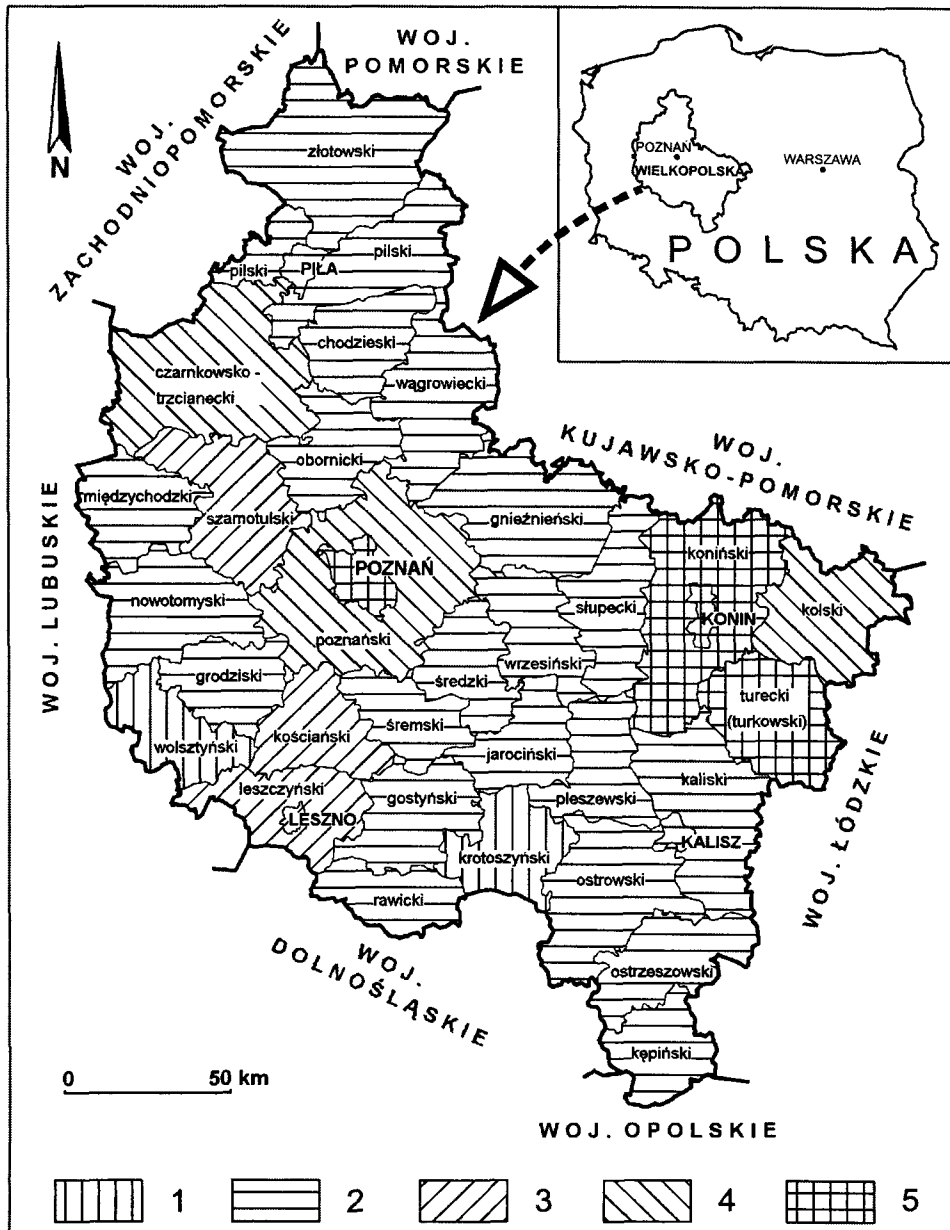 WOJ.
POMORSKIE
WOJ.
ZACHODNIOPOMORSKIE
N
POZNAŃ
WIELKOPOLSKA
WARSZAWA
POLSKA
złotowski
pilski
PIŁA
pilski
chodzieski
wągrowiecki
czarnkowsko -
trzcianecki
obornicki
WOJ.
KUJAWSKO-POMORSKIE
międzychodzki
szamotulski
gnieźnieński
WOJ. LUBUSKIE
POZNAŃ
koniński
nowotomyski
słupecki
KONIN
kolski
poznański
wrzesiński
grodziski
średzki
turecki
(turkowski)
wolsztyński
kościański
śremski
jarociński
kaliski
leszczyński
gostyński
pleszewski
LESZNO
krotoszyński
KALISZ
ostrowski
rawicki
WOJ. ŁÓDZKIE
WOJ.
DOLNOŚLĄSKIE
ostrzeszowski
kępiński
0 50 km
WOJ. OPOLSKIE
1 2 3 4 5